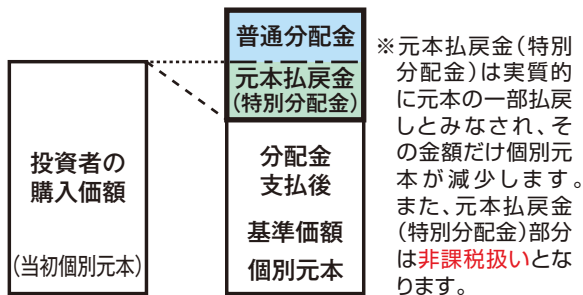 普通分配金
元本払戻金
(特別分配金)
投資者の
購入価額
(当初個別元本)
分配金
支払後
基準価額
個別元本
※元本払戻金(特別
分配金)は実質的
に元本の一部払戻
しとみなされ、そ
の金額だけ個別元
本が減少します。
また、元本払戻金
(特別分配金)部分
は非課税扱いとな
ります。